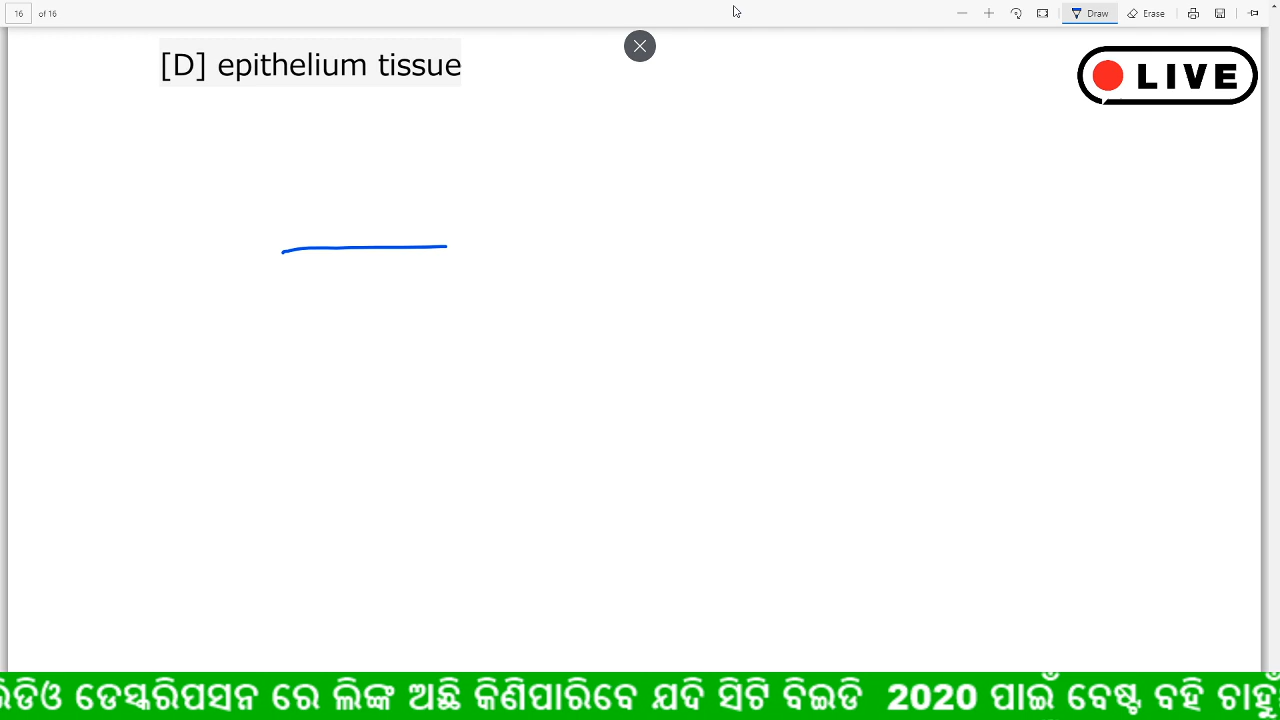 16 of 16
Draw
Erase
[D] epithelium tissue
LIVE
ଡିଓ ଡେସ୍କରିପସନ ରେ ଲିଙ୍କ ଅଛି କିଣିପାରିବେ ଯଦି ସିଟି ବିଇଡି 2020 ପାଇଁ ବେଷ୍ଟ ବହି ଚାହୁଁ